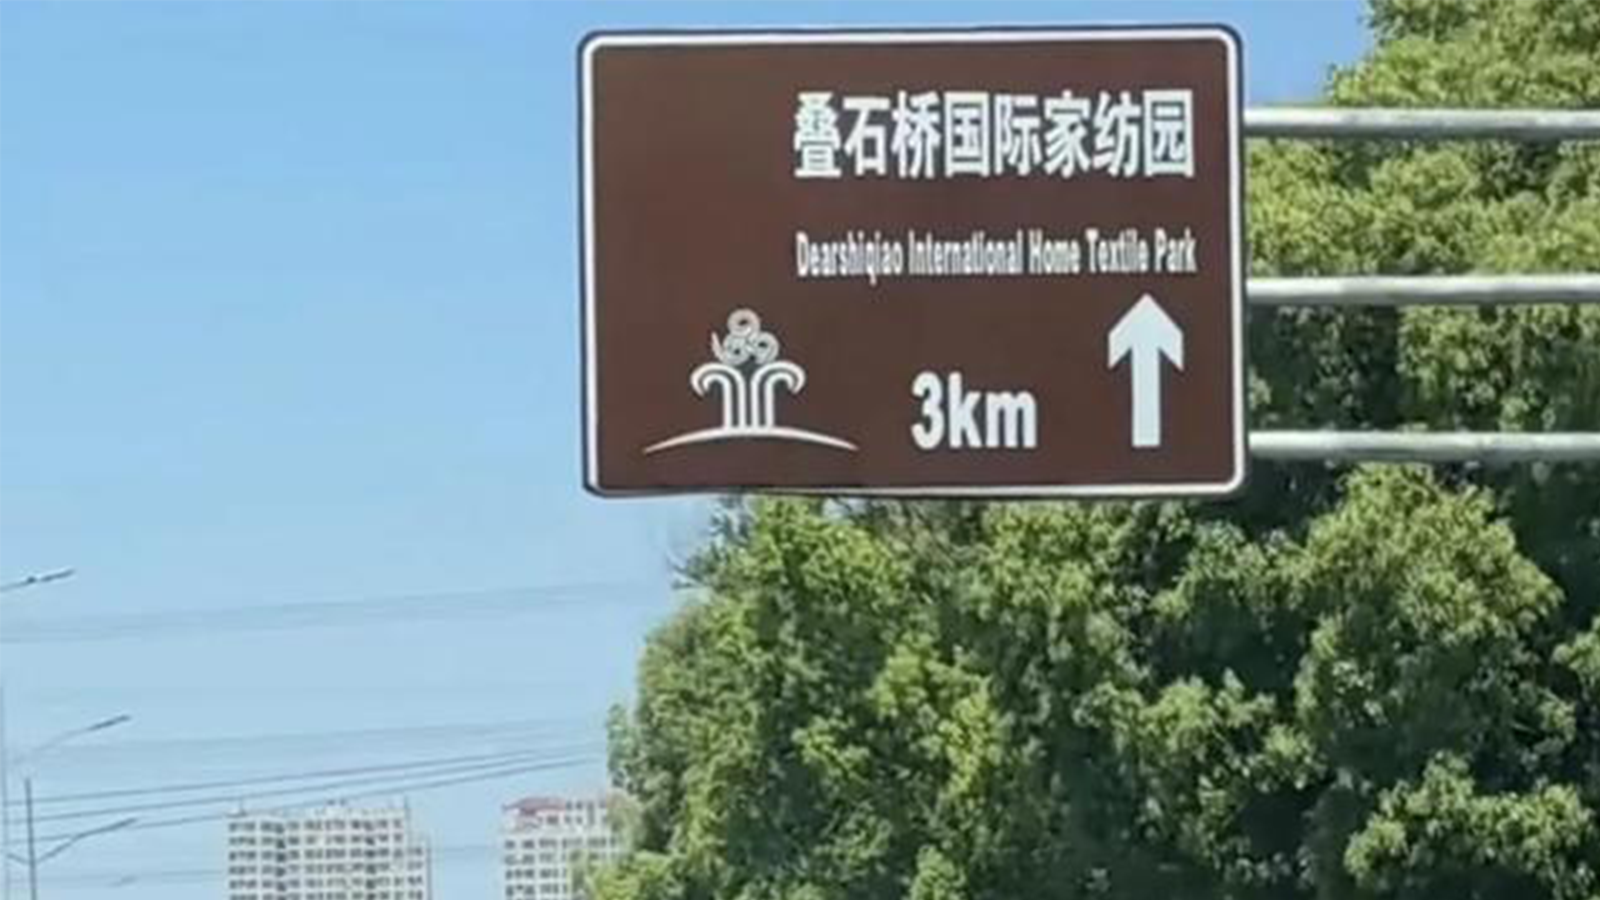 叠石桥国际家纺园
Dearshiqiao International Home Textile Park
3km